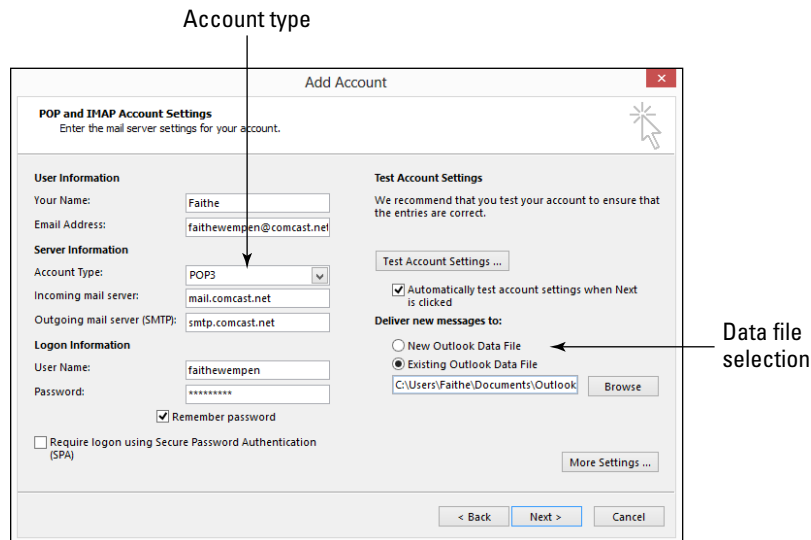 Account type
Add Account
POP and IMAP Account Settings
Enter the mail server settings for your account.
User Information
Your Name:
Faithe
Email Address:
faithewempen@comcast.net
Server Information
Account Type:
POP3
Incoming mail server:
mail.comcast.net
Outgoing mail server (SMTP):
smtp.comcast.net
Logon Information
User Name:
faithewempen
Password:
*********
Remember password
Require logon using Secure Password Authentication
(SPA)
Test Account Settings
We recommend that you test your account to ensure that
the entries are correct.
Test Account Settings ...
Automatically test account settings when Next
is clicked
Deliver new messages to:
New Outlook Data File
Existing Outlook Data File
C:\Users\Faithe\Documents\Outlook
Browse
Data file
selection
More Settings ...
< Back
Next >
Cancel